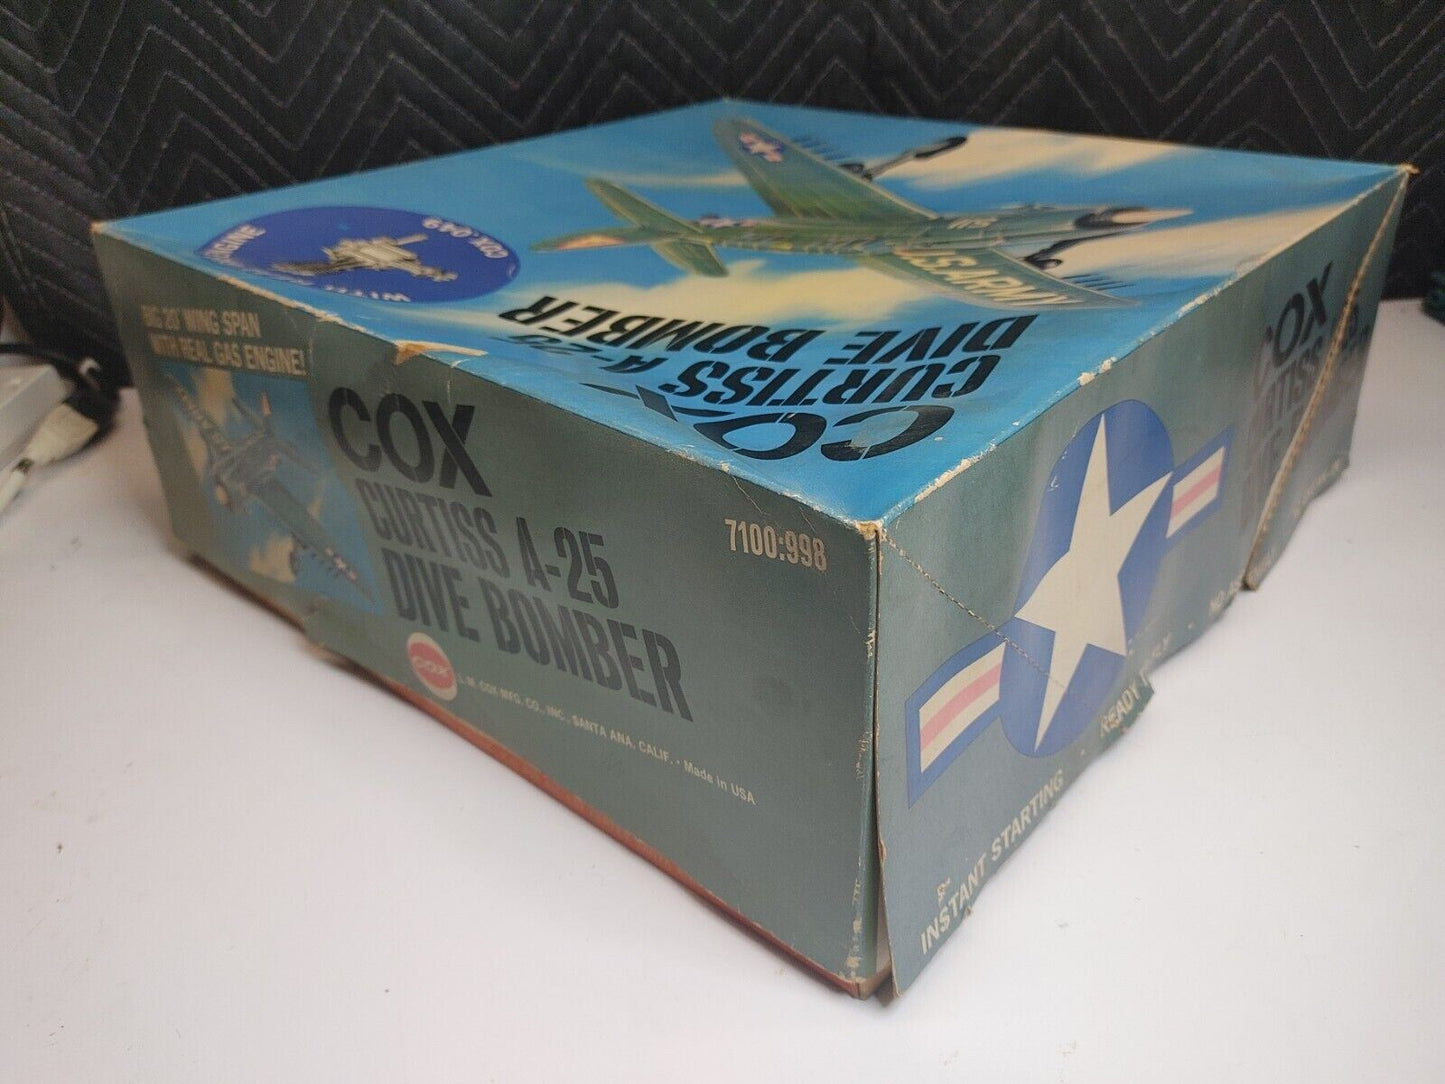 ENGINE
COX .049
WITH
U.S. ARMY
COX
CURTISS A-25
DIVE BOMBER
BIG 20" WING SPAN
WITH REAL GAS ENGINE!
COX
CURTISS A-25
DIVE BOMBER
7100:998
COX
L.M. COX MFG. CO., INC., SANTA ANA, CALIF. • Made in USA
COX
INSTANT STARTING • READY